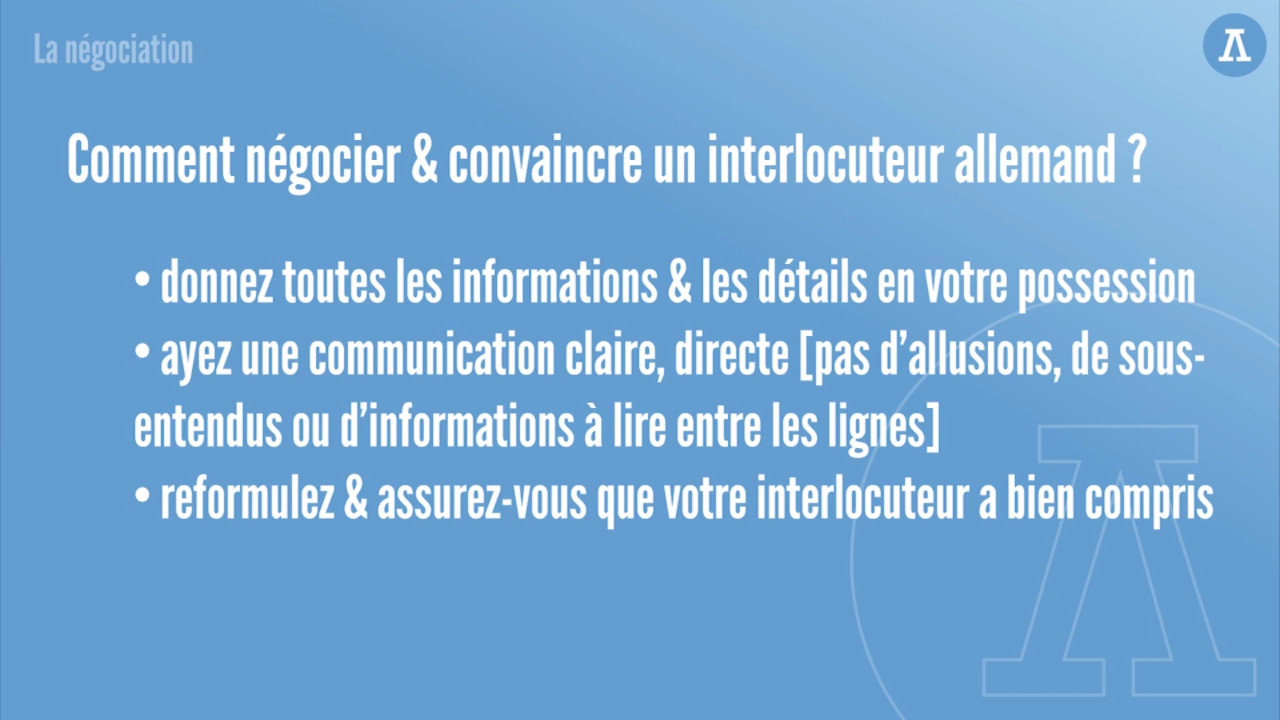 La négociation
Comment négocier & convaincre un interlocuteur allemand ?
• donnez toutes les informations & les détails en votre possession
• ayez une communication claire, directe [pas d’allusions, de sous-
entendus ou d’informations à lire entre les lignes]
• reformulez & assurez-vous que votre interlocuteur a bien compris